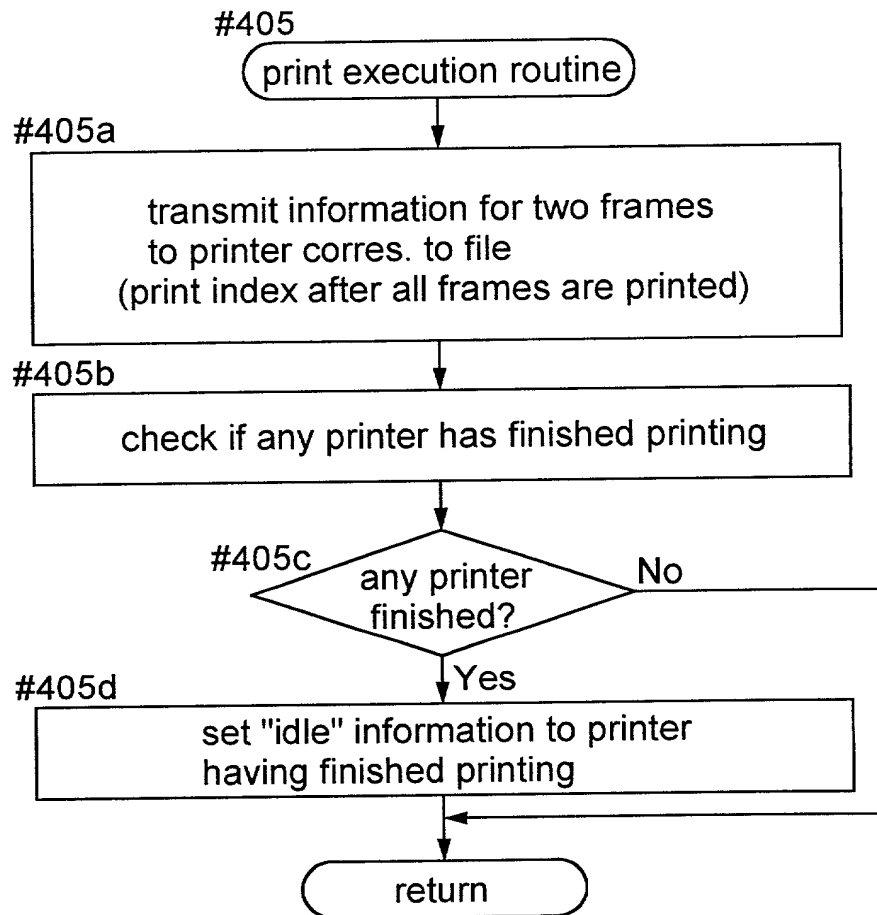 #405
print execution routine
#405a
transmit information for two frames
to printer corres. to file
(print index after all frames are printed)
#405b
check if any printer has finished printing
#405c
any printer
finished?
No
Yes
#405d
set "idle" information to printer
having finished printing
return